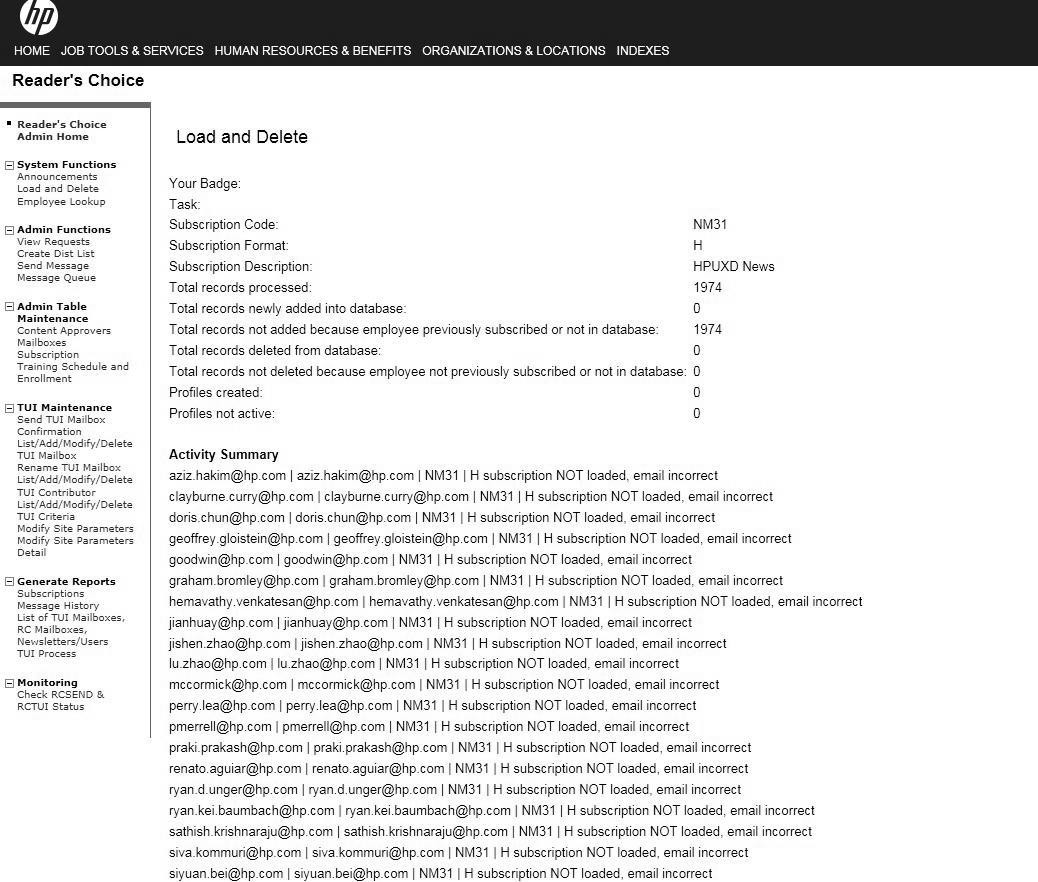 hp
HOME JOB TOOLS & SERVICES HUMAN RESOURCES & BENEFITS ORGANIZATIONS & LOCATIONS INDEXES
Reader's Choice
Reader's Choice
Admin Home
System Functions
Announcements
Load and Delete
Employee Lookup
Admin Functions
View Requests
Create Dist List
Send Message
Message Queue
Admin Table
Maintenance
Content Approvers
Mailboxes
Subscription
Training Schedule and
Enrollment
TUI Maintenance
Send TUI Mailbox
Confirmation
List/Add/Modify/Delete
TUI Mailbox
Rename TUI Mailbox
List/Add/Modify/Delete
TUI Contributor
List/Add/Modify/Delete
TUI Criteria
Modify Site Parameters
Modify Site Parameters
Detail
Generate Reports
Subscriptions
Message History
List of TUI Mailboxes,
RC Mailboxes,
Newsletters/Users
TUI Process
Monitoring
Check RCSEND &
RCTUI Status
Load and Delete
Your Badge:
Task:
Subscription Code: NM31
Subscription Format: H
Subscription Description: HPUXD News
Total records processed: 1974
Total records newly added into database: 0
Total records not added because employee previously subscribed or not in database: 1974
Total records deleted from database: 0
Total records not deleted because employee not previously subscribed or not in database: 0
Profiles created: 0
Profiles not active: 0
Activity Summary
aziz.hakim@hp.com | aziz.hakim@hp.com | NM31 | H subscription NOT loaded, email incorrect
clayburne.curry@hp.com | clayburne.curry@hp.com | NM31 | H subscription NOT loaded, email incorrect
doris.chun@hp.com | doris.chun@hp.com | NM31 | H subscription NOT loaded, email incorrect
geoffrey.gloistein@hp.com | geoffrey.gloistein@hp.com | NM31 | H subscription NOT loaded, email incorrect
goodwin@hp.com | goodwin@hp.com | NM31 | H subscription NOT loaded, email incorrect
graham.bromley@hp.com | graham.bromley@hp.com | NM31 | H subscription NOT loaded, email incorrect
hemavathy.venkatesan@hp.com | hemavathy.venkatesan@hp.com | NM31 | H subscription NOT loaded, email incorrect
jianhuay@hp.com | jianhuay@hp.com | NM31 | H subscription NOT loaded, email incorrect
jishen.zhao@hp.com | jishen.zhao@hp.com | NM31 | H subscription NOT loaded, email incorrect
lu.zhao@hp.com | lu.zhao@hp.com | NM31 | H subscription NOT loaded, email incorrect
mccormick@hp.com | mccormick@hp.com | NM31 | H subscription NOT loaded, email incorrect
perry.lea@hp.com | perry.lea@hp.com | NM31 | H subscription NOT loaded, email incorrect
pmerrell@hp.com | pmerrell@hp.com | NM31 | H subscription NOT loaded, email incorrect
praki.prakash@hp.com | praki.prakash@hp.com | NM31 | H subscription NOT loaded, email incorrect
renato.aguiar@hp.com | renato.aguiar@hp.com | NM31 | H subscription NOT loaded, email incorrect
ryan.d.unger@hp.com | ryan.d.unger@hp.com | NM31 | H subscription NOT loaded, email incorrect
ryan.kei.baumbach@hp.com | ryan.kei.baumbach@hp.com | NM31 | H subscription NOT loaded, email incorrect
sathish.krishnaraju@hp.com | sathish.krishnaraju@hp.com | NM31 | H subscription NOT loaded, email incorrect
siva.kommuri@hp.com | siva.kommuri@hp.com | NM31 | H subscription NOT loaded, email incorrect
siyuan.bei@hp.com | siyuan.bei@hp.com | NM31 | H subscription NOT loaded, email incorrect